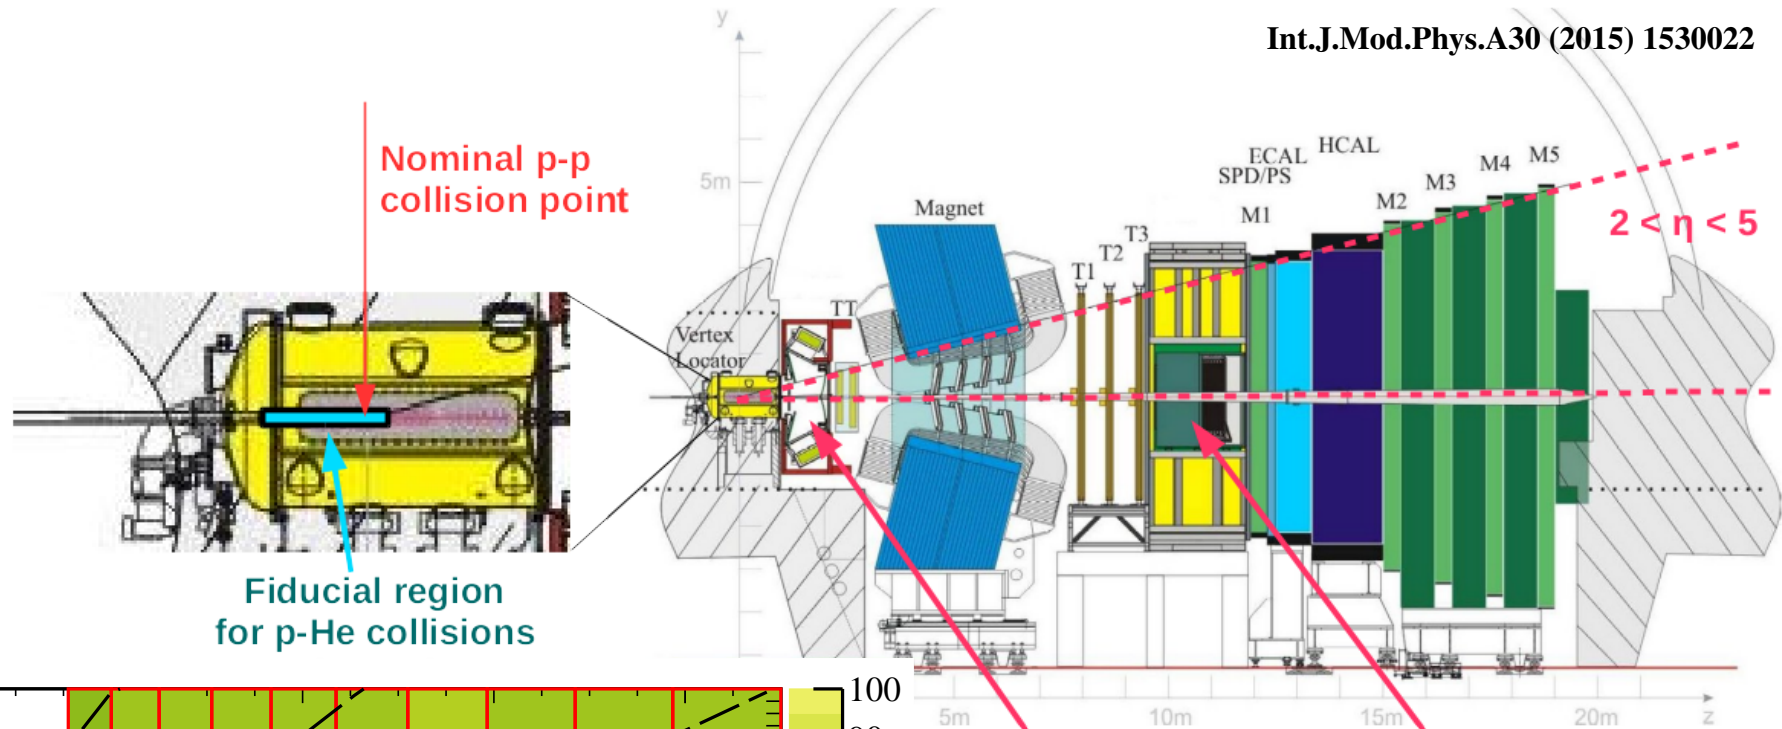 Int.J.Mod.Phys.A30 (2015) 1530022
y
Nominal p-p
collision point
5m
Magnet
ECAL
HCAL
SPD/PS
M1
M2
M3
M4
M5
T1
T2
T3
2 < η < 5
TT
Vertex
Locator
Fiducial region
for p-He collisions
100
5m
10m
15m
20m
z